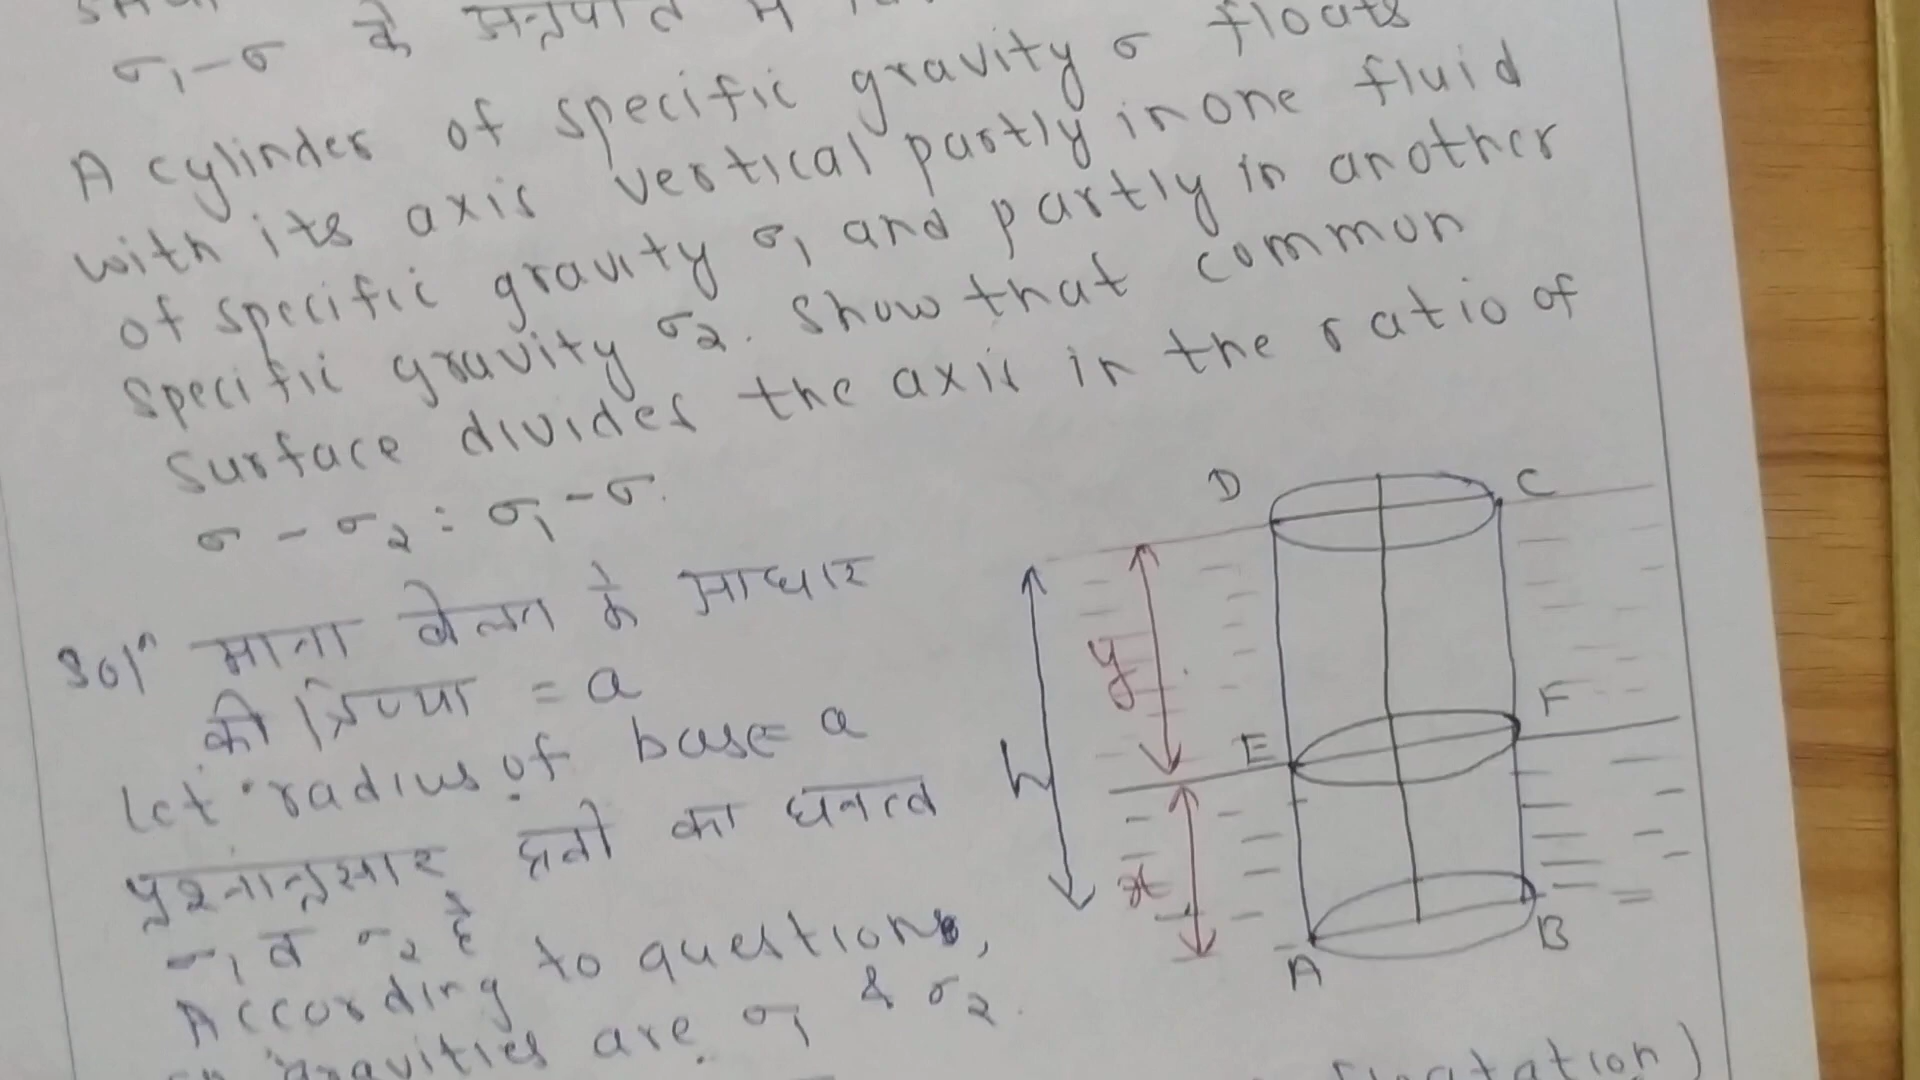 σ₁-σ के अनुपात में
A cylinder of specific gravity σ floats
with its axis vertical partly in one fluid
of specific gravity σ₁ and partly in another
specific gravity σ₂. Show that common
surface divides the axis in the ratio of
σ - σ₂ : σ₁ - σ.
Solⁿ माना बेलन के आधार
की त्रिज्या = a
Let radius of base a
प्रश्नानुसार द्रवों का घनत्व
σ₁ व σ₂ है
According to questions,
gravities are σ₁ & σ₂.
D
C
y
h
E
F
x
A
B